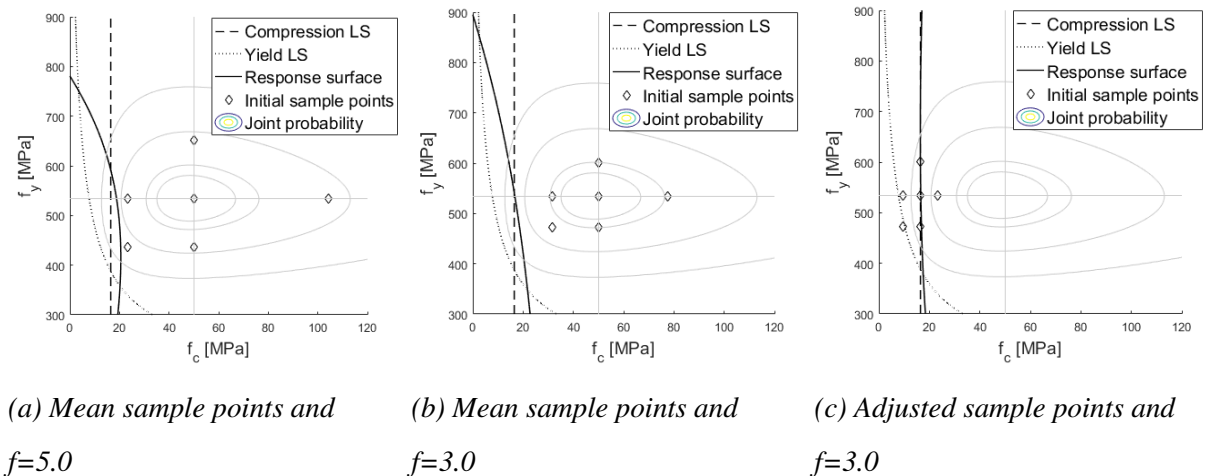 900
800
700
600
500
400
300
0
20
40
60
80
100
120
f_y [MPa]
f_c [MPa]
Compression LS
Yield LS
Response surface
Initial sample points
Joint probability
900
800
700
600
500
400
300
0
20
40
60
80
100
120
f_y [MPa]
f_c [MPa]
Compression LS
Yield LS
Response surface
Initial sample points
Joint probability
900
800
700
600
500
400
300
0
20
40
60
80
100
120
f_y [MPa]
f_c [MPa]
Compression LS
Yield LS
Response surface
Initial sample points
Joint probability
(a) Mean sample points and
f=5.0
(b) Mean sample points and
f=3.0
(c) Adjusted sample points and
f=3.0